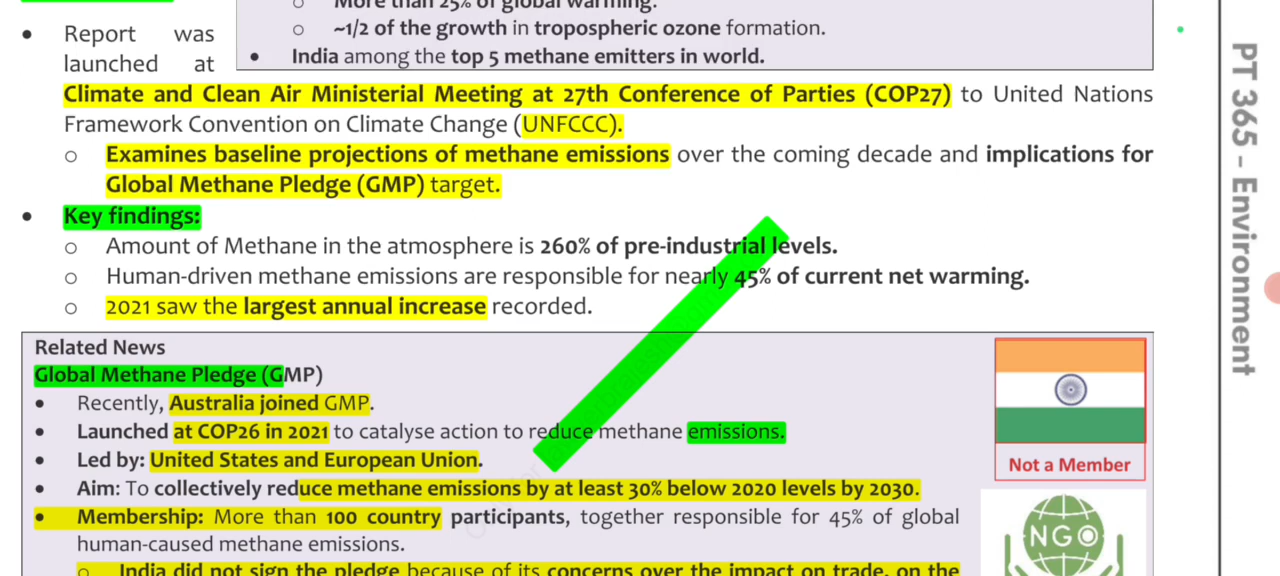 ○ More than 25% of global warming.
○ ~1/2 of the growth in tropospheric ozone formation.
• India among the top 5 methane emitters in world.
• Report was
launched at
Climate and Clean Air Ministerial Meeting at 27th Conference of Parties (COP27) to United Nations
Framework Convention on Climate Change (UNFCCC).
○ Examines baseline projections of methane emissions over the coming decade and implications for
Global Methane Pledge (GMP) target.
• Key findings:
○ Amount of Methane in the atmosphere is 260% of pre-industrial levels.
○ Human-driven methane emissions are responsible for nearly 45% of current net warming.
○ 2021 saw the largest annual increase recorded.
Related News
Global Methane Pledge (GMP)
• Recently, Australia joined GMP.
• Launched at COP26 in 2021 to catalyse action to reduce methane emissions.
• Led by: United States and European Union.
• Aim: To collectively reduce methane emissions by at least 30% below 2020 levels by 2030.
• Membership: More than 100 country participants, together responsible for 45% of global
human-caused methane emissions.
○ India did not sign the pledge because of its concerns over the impact on trade, on the
Not a Member
NGO
PT 365 - Environment